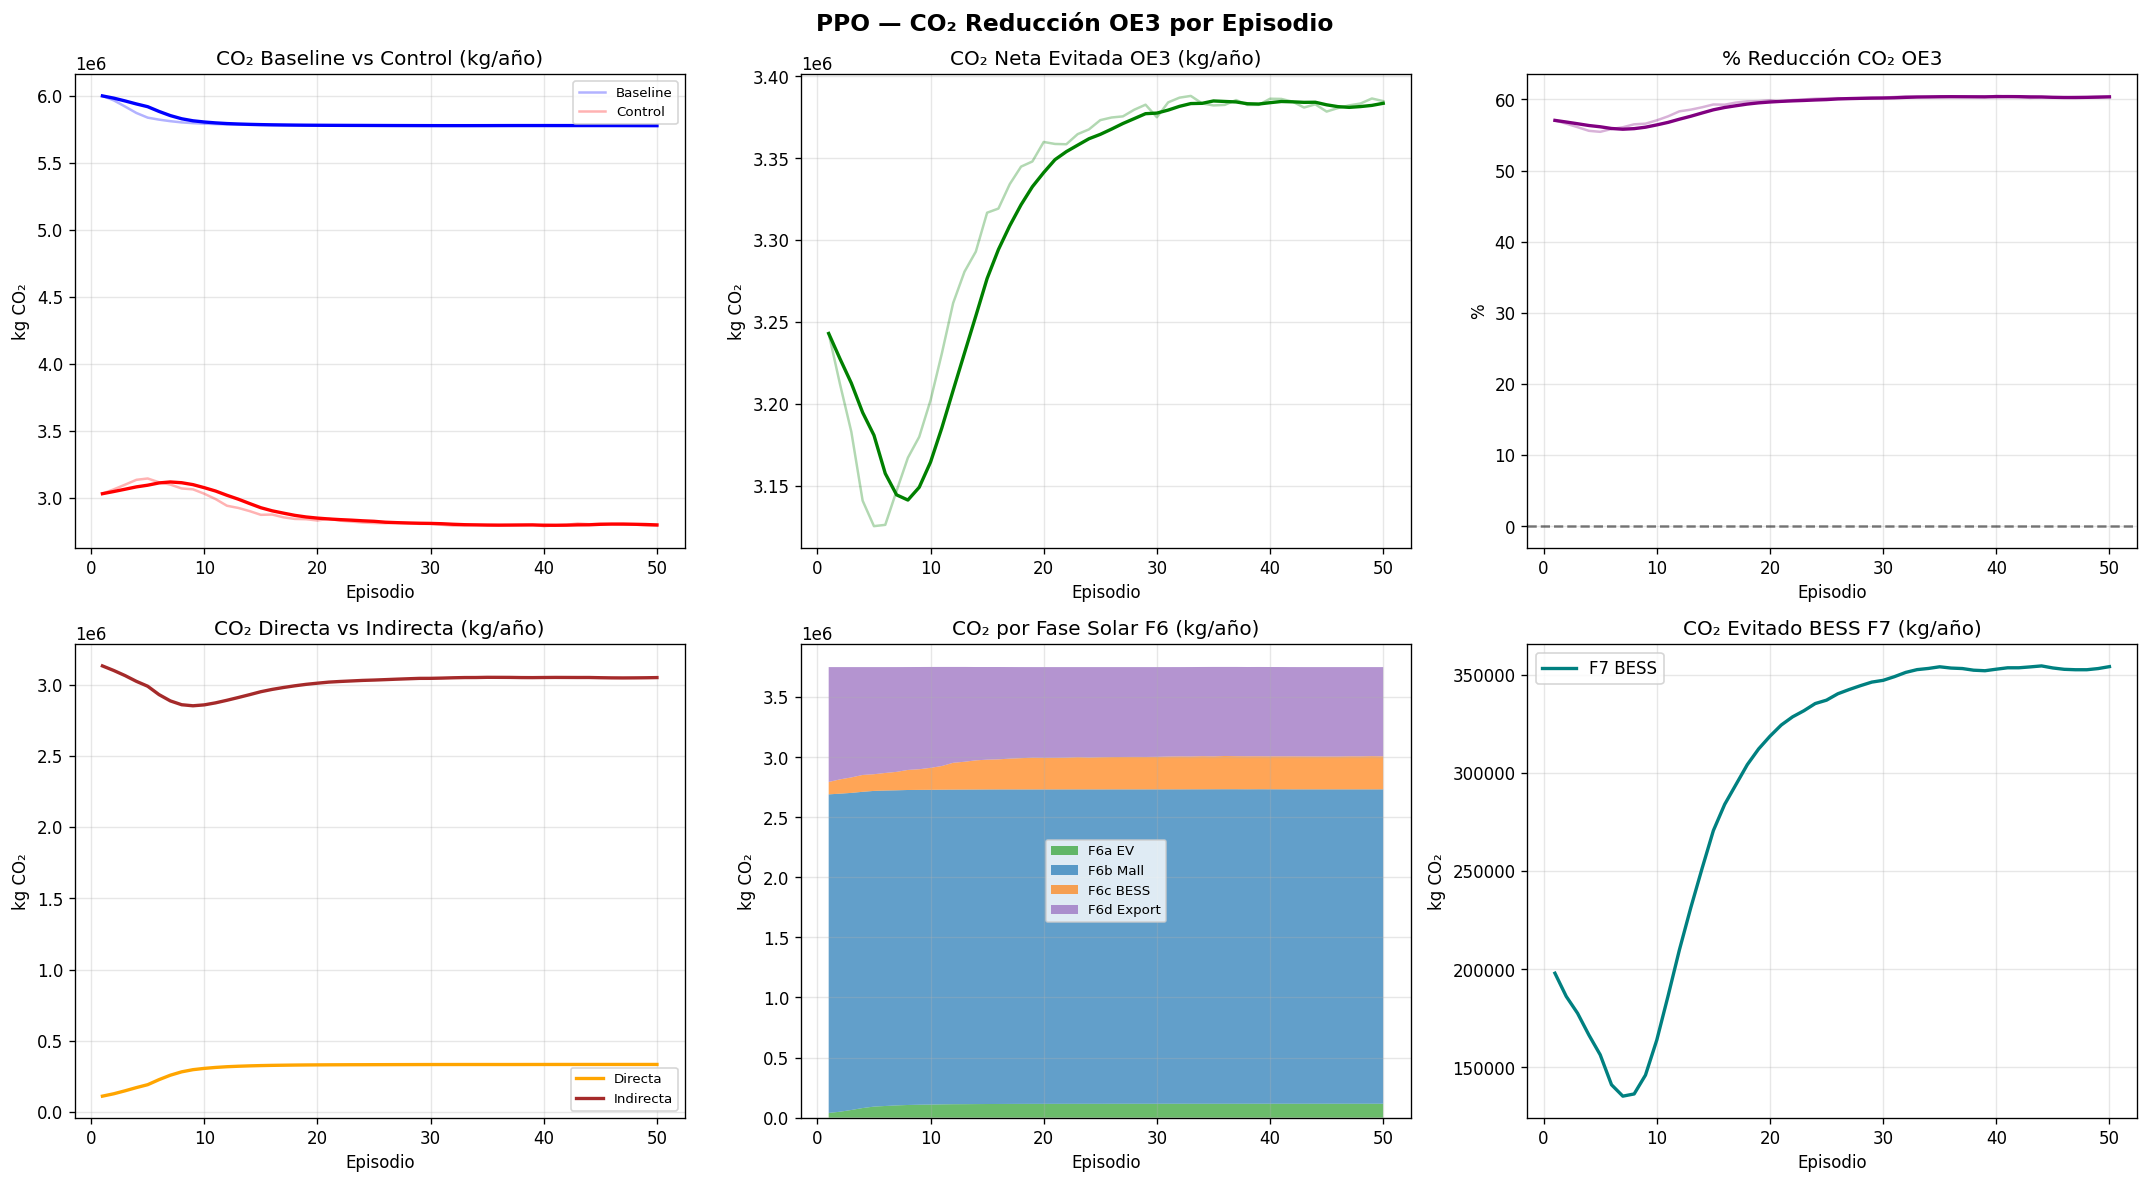 PPO — CO₂ Reducción OE3 por Episodio
CO₂ Baseline vs Control (kg/año)
1e6
6.0
5.5
5.0
4.5
4.0
3.5
3.0
kg CO₂
0 10 20 30 40 50
Episodio
Baseline
Control
CO₂ Neta Evitada OE3 (kg/año)
1e6
3.40
3.35
3.30
3.25
3.20
3.15
kg CO₂
0 10 20 30 40 50
Episodio
% Reducción CO₂ OE3
60
50
40
30
20
10
0
%
0 10 20 30 40 50
Episodio
CO₂ Directa vs Indirecta (kg/año)
1e6
3.0
2.5
2.0
1.5
1.0
0.5
0.0
kg CO₂
0 10 20 30 40 50
Episodio
Directa
Indirecta
CO₂ por Fase Solar F6 (kg/año)
1e6
3.5
3.0
2.5
2.0
1.5
1.0
0.5
0.0
kg CO₂
0 10 20 30 40 50
Episodio
F6a EV
F6b Mall
F6c BESS
F6d Export
CO₂ Evitado BESS F7 (kg/año)
F7 BESS
350000
300000
250000
200000
150000
kg CO₂
0 10 20 30 40 50
Episodio